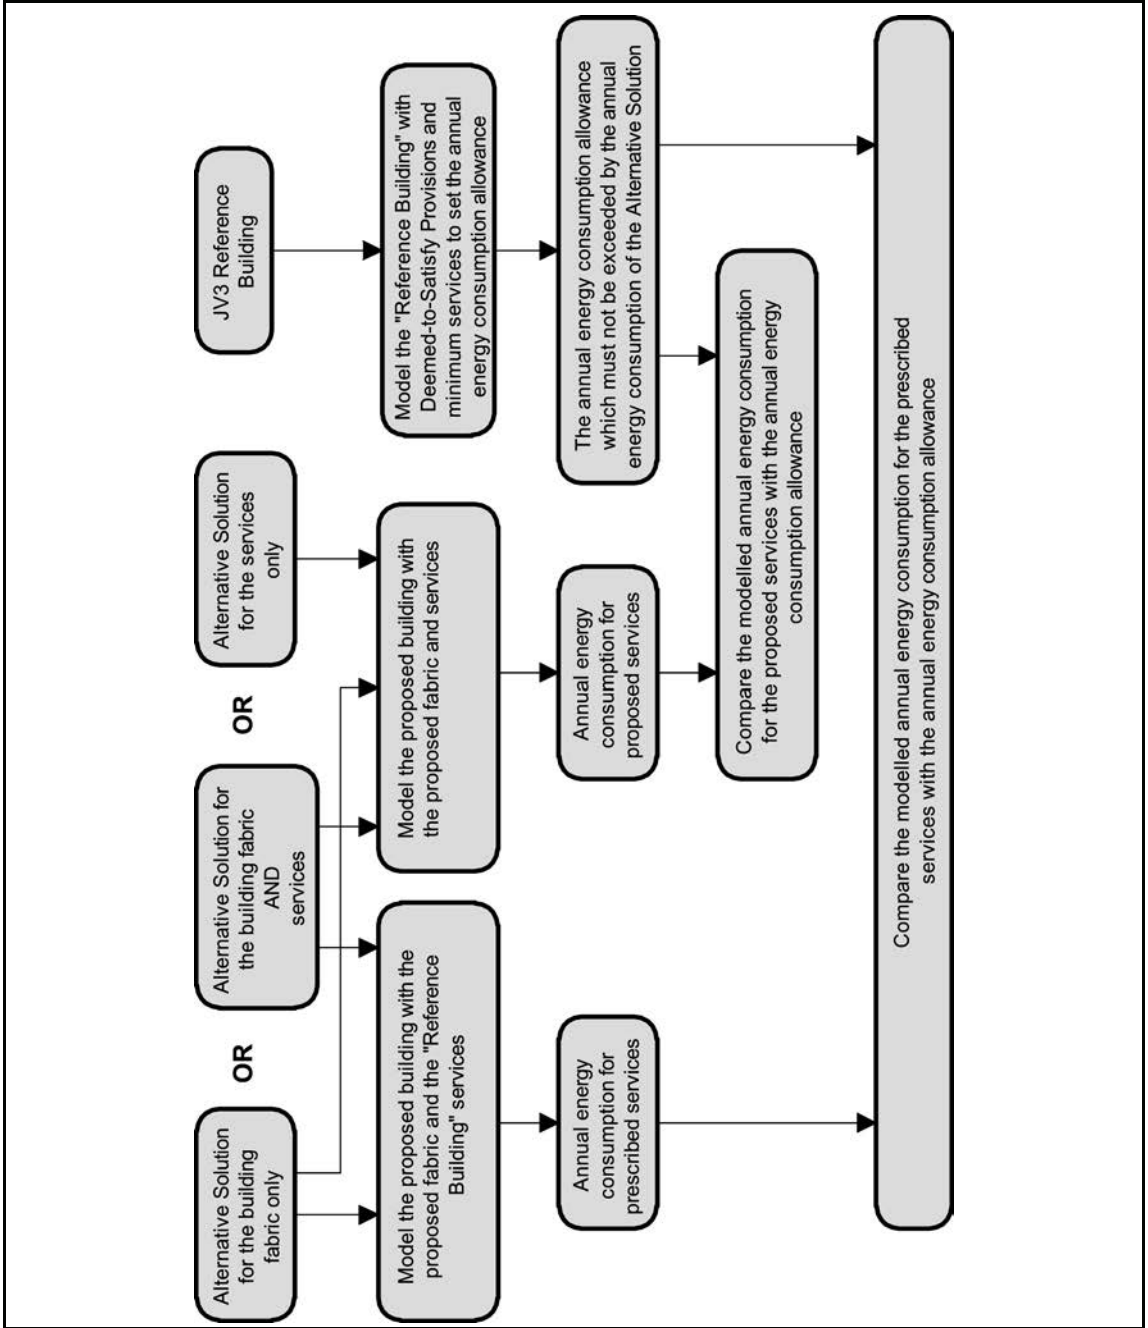 Alternative Solution
for the building
fabric only
OR
Alternative Solution for
the building fabric
AND
services
OR
Alternative Solution
for the services
only
JV3 Reference
Building
Model the proposed building with the
proposed fabric and the "Reference
Building" services
Model the proposed building with
the proposed fabric and services
Model the "Reference Building" with
Deemed-to-Satisfy Provisions and
minimum services to set the annual
energy consumption allowance
Annual energy
consumption for
prescribed services
Annual energy
consumption for
proposed services
The annual energy consumption allowance
which must not be exceeded by the annual
energy consumption of the Alternative Solution
Compare the modelled annual energy consumption
for the proposed services with the annual energy
consumption allowance
Compare the modelled annual energy consumption for the prescribed
services with the annual energy consumption allowance